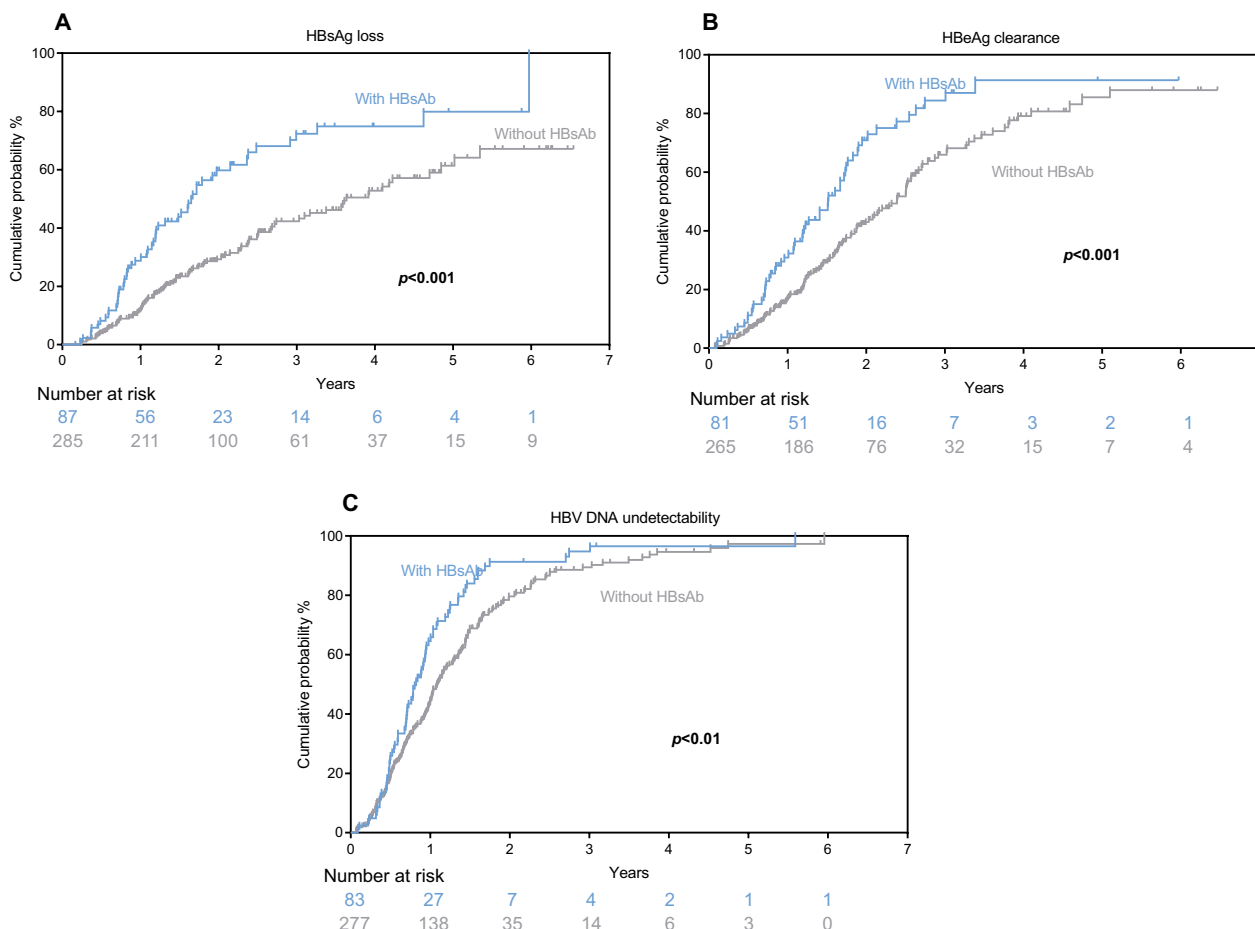 A
HBsAg loss
100
80
60
40
20
0
Cumulative probability %
With HBsAb
Without HBsAb
p<0.001
0 1 2 3 4 5 6 7
Years
Number at risk
87 56 23 14 6 4 1
285 211 100 61 37 15 9
B
HBeAg clearance
100
80
60
40
20
0
Cumulative probability %
With HBsAb
Without HBsAb
p<0.001
0 1 2 3 4 5 6
Years
Number at risk
81 51 16 7 3 2 1
265 186 76 32 15 7 4
C
HBV DNA undetectability
100
80
60
40
20
0
Cumulative probability %
With HBsAb
Without HBsAb
p<0.01
0 1 2 3 4 5 6 7
Years
Number at risk
83 27 7 4 2 1 1
277 138 35 14 6 3 0